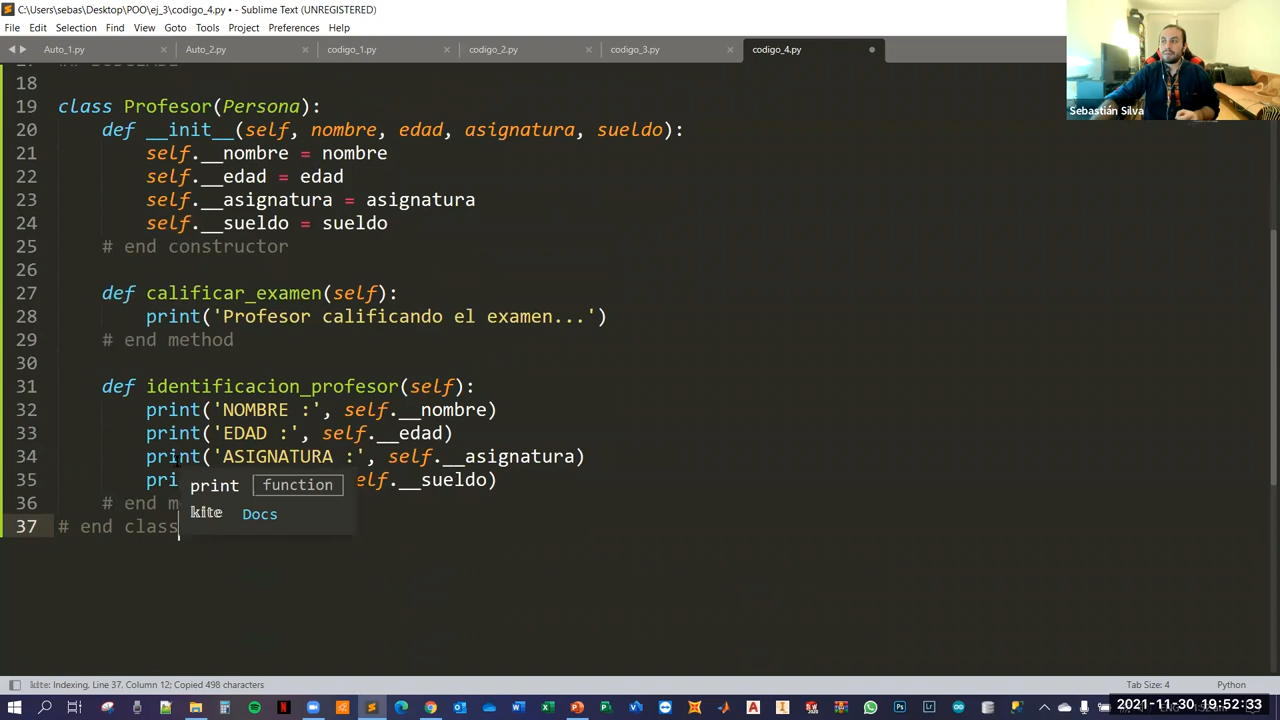 C:\Users\sebas\Desktop\POO\ej_3\codigo_4.py • - Sublime Text (UNREGISTERED)
File Edit Selection Find View Goto Tools Project Preferences Help
Auto_1.py × Auto_2.py × codigo_1.py × codigo_2.py × codigo_3.py × codigo_4.py
Sebastián Silva
18
19 class Profesor(Persona):
20 def __init__(self, nombre, edad, asignatura, sueldo):
21 self.__nombre = nombre
22 self.__edad = edad
23 self.__asignatura = asignatura
24 self.__sueldo = sueldo
25 # end constructor
26
27 def calificar_examen(self):
28 print('Profesor calificando el examen...')
29 # end method
30
31 def identificacion_profesor(self):
32 print('NOMBRE :', self.__nombre)
33 print('EDAD :', self.__edad)
34 print('ASIGNATURA :', self.__asignatura)
35 pri elf.__sueldo)
print function
36 # end m
kite Docs
37 # end class
kite: Indexing, Line 37, Column 12; Copied 498 characters Tab Size: 4 Python
2021-11-30 19:52:33